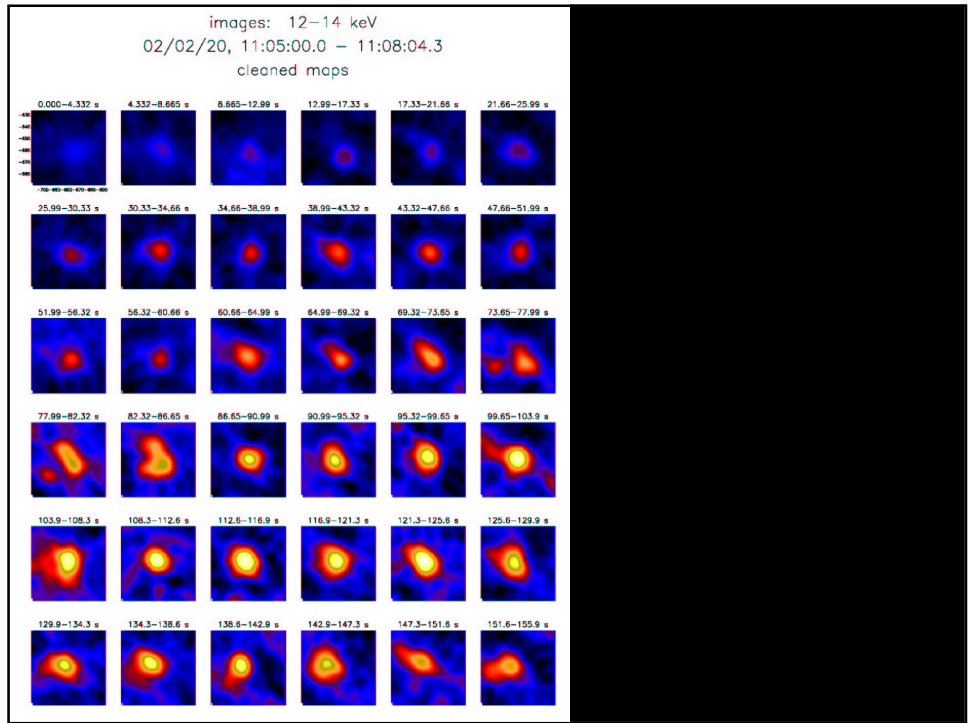 images: 12-14 keV
02/02/20, 11:05:00.0 - 11:08:04.3
cleaned maps
0.000-4.332 s 4.332-8.665 s 8.665-12.99 s 12.99-17.33 s 17.33-21.66 s 21.66-25.99 s
25.99-30.33 s 30.33-34.66 s 34.66-38.99 s 38.99-43.32 s 43.32-47.66 s 47.66-51.99 s
51.99-56.32 s 56.32-60.66 s 60.66-64.99 s 64.99-69.32 s 69.32-73.65 s 73.65-77.99 s
77.99-82.32 s 82.32-86.65 s 86.65-90.99 s 90.99-95.32 s 95.32-99.65 s 99.65-103.9 s
103.9-108.3 s 108.3-112.6 s 112.6-116.9 s 116.9-121.3 s 121.3-125.6 s 125.6-129.9 s
129.9-134.3 s 134.3-138.6 s 138.6-142.9 s 142.9-147.3 s 147.3-151.6 s 151.6-155.9 s